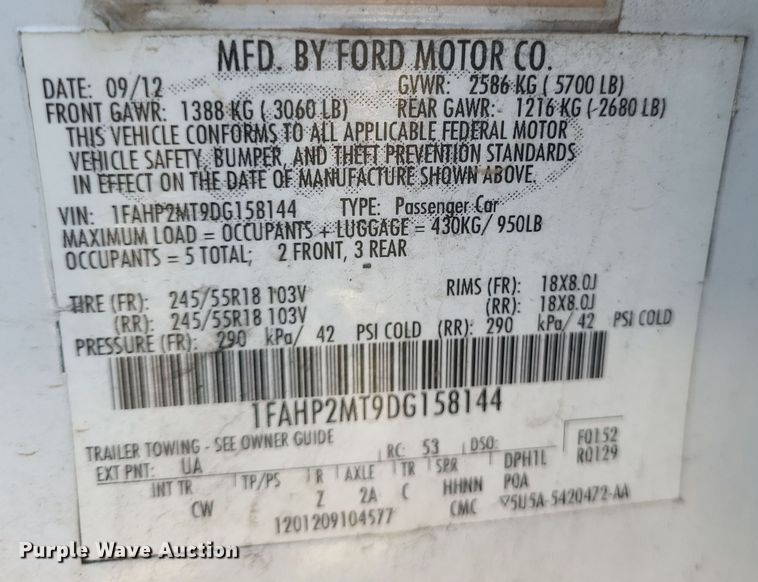 MFD. BY FORD MOTOR CO.
DATE: 09/12 GVWR: 2586 KG ( 5700 LB)
FRONT GAWR: 1388 KG ( 3060 LB) REAR GAWR: 1216 KG (-2680 LB)
THIS VEHICLE CONFORMS TO ALL APPLICABLE FEDERAL MOTOR
VEHICLE SAFETY, BUMPER, AND THEFT PREVENTION STANDARDS
IN EFFECT ON THE DATE OF MANUFACTURE SHOWN ABOVE.
VIN: 1FAHP2MT9DG158144 TYPE: Passenger Car
MAXIMUM LOAD = OCCUPANTS + LUGGAGE = 430KG/ 950LB
OCCUPANTS = 5 TOTAL; 2 FRONT, 3 REAR
TIRE (FR): 245/55R18 103V RIMS (FR): 18X8.0J
(RR): 245/55R18 103V (RR): 18X8.0J
PRESSURE (FR): 290 kPa/ 42 PSI COLD (RR): 290 kPa/ 42 PSI COLD
1FAHP2MT9DG158144
TRAILER TOWING - SEE OWNER GUIDE
EXT PNT: UA RC: 53 DSO: F0152
INT TR TP/PS R AXLE TR SPR DPH1L R0129
CW Z 2A C HHNN POA
1201209104577 CMC V5U5A-5420472-AA
Purple Wave Auction